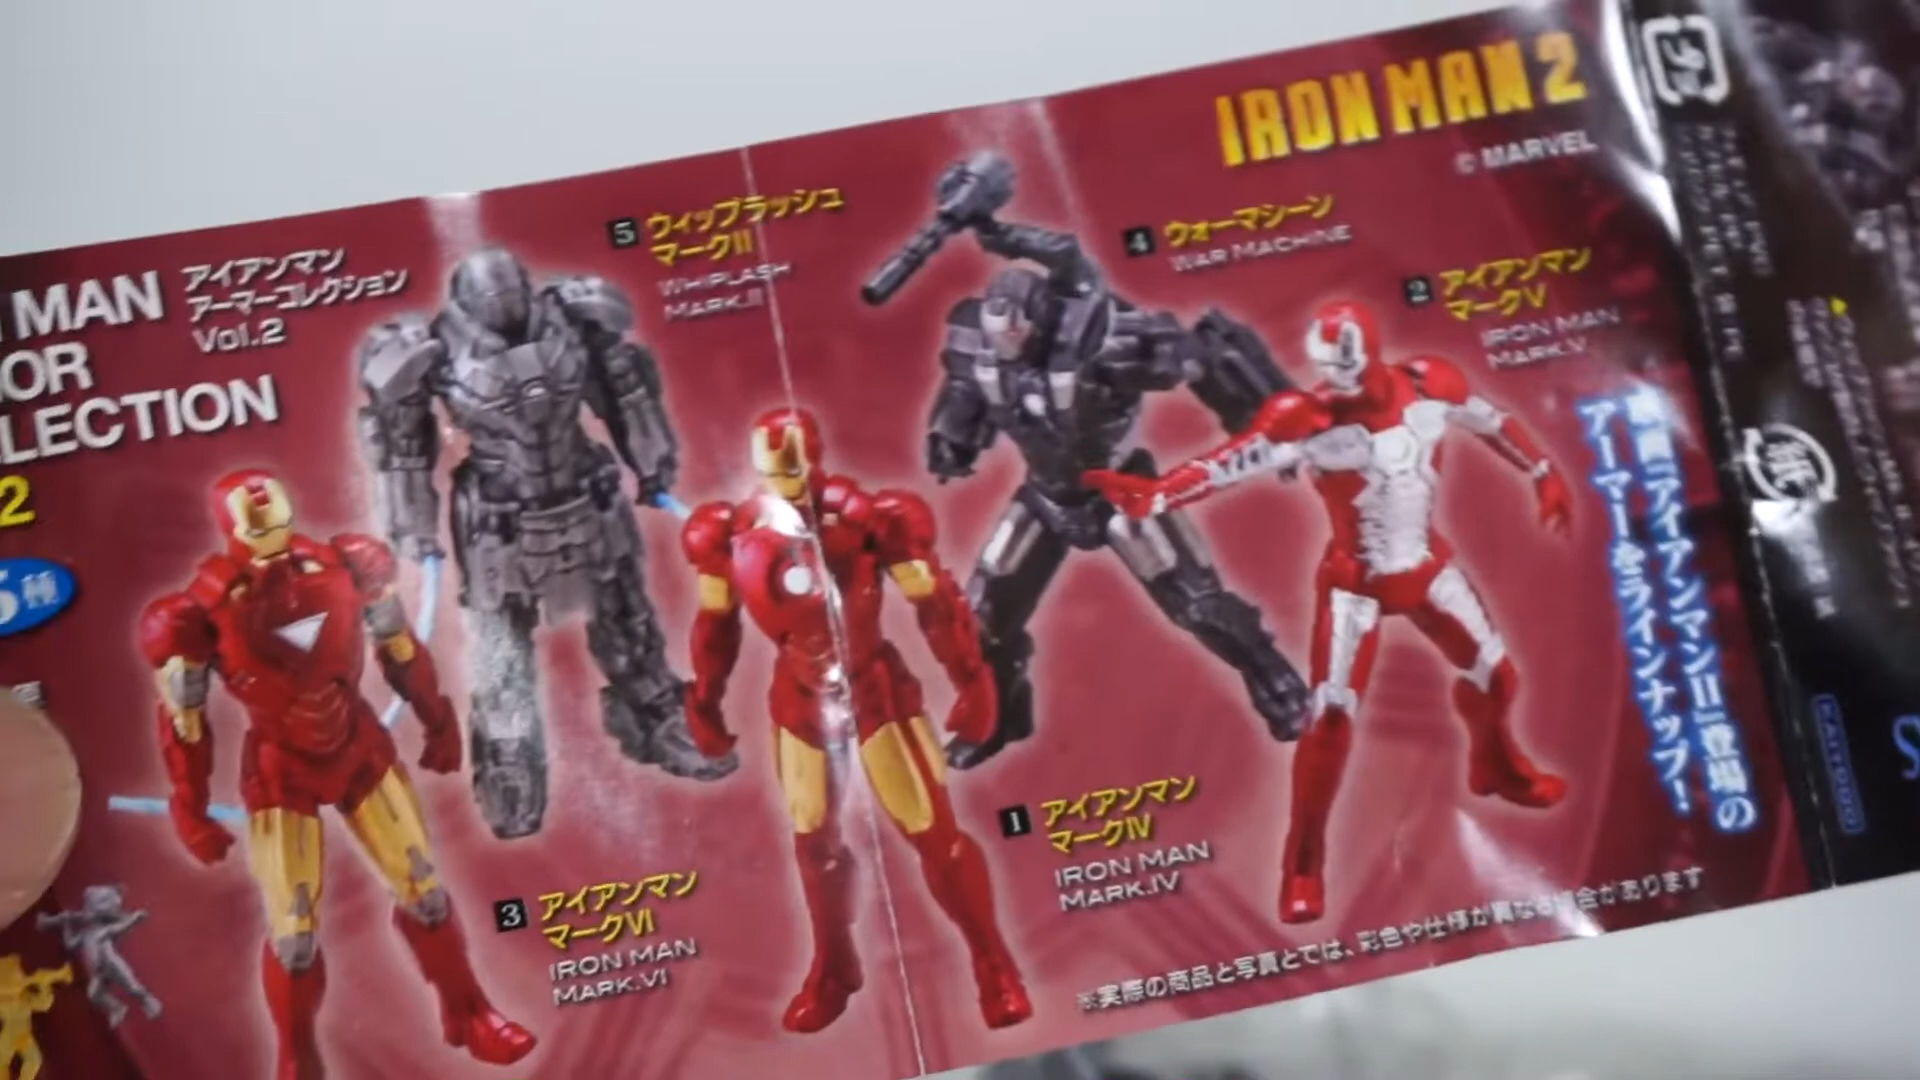 IRON MAN 2
© MARVEL
MAN
OR
LECTION
2
5種
アイアンマン
アーマーコレクション
Vol.2
5 ウィップラッシュ
マークII
WHIPLASH
MARK.II
4 ウォーマシーン
WAR MACHINE
2 アイアンマン
マークV
IRON MAN
MARK.V
映画「アイアンマンII」登場の
アーマーをラインナップ!
1 アイアンマン
マークIV
IRON MAN
MARK.IV
3 アイアンマン
マークVI
IRON MAN
MARK.VI
※実際の商品と写真とでは、彩色や仕様が異なる場合があります
プラ
紙